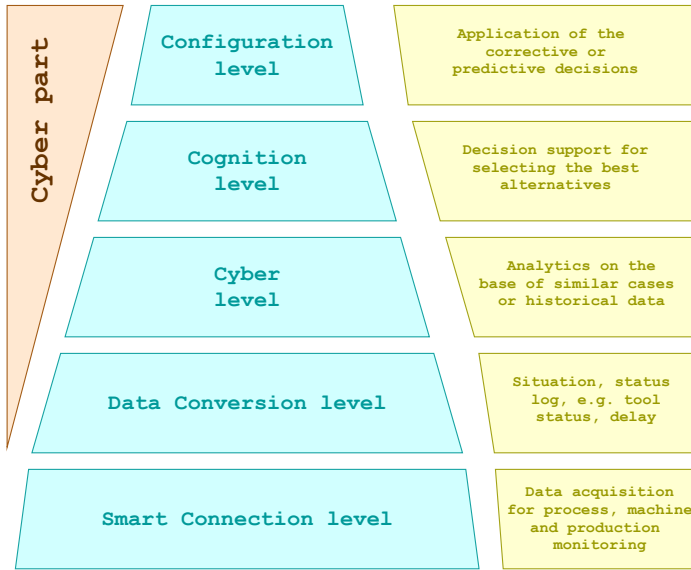 Cyber part
Configuration
level
Application of the
corrective or
predictive decisions
Cognition
level
Decision support for
selecting the best
alternatives
Cyber
level
Analytics on the
base of similar cases
or historical data
Data Conversion level
Situation, status
log, e.g. tool
status, delay
Smart Connection level
Data acquisition
for process, machine
and production
monitoring